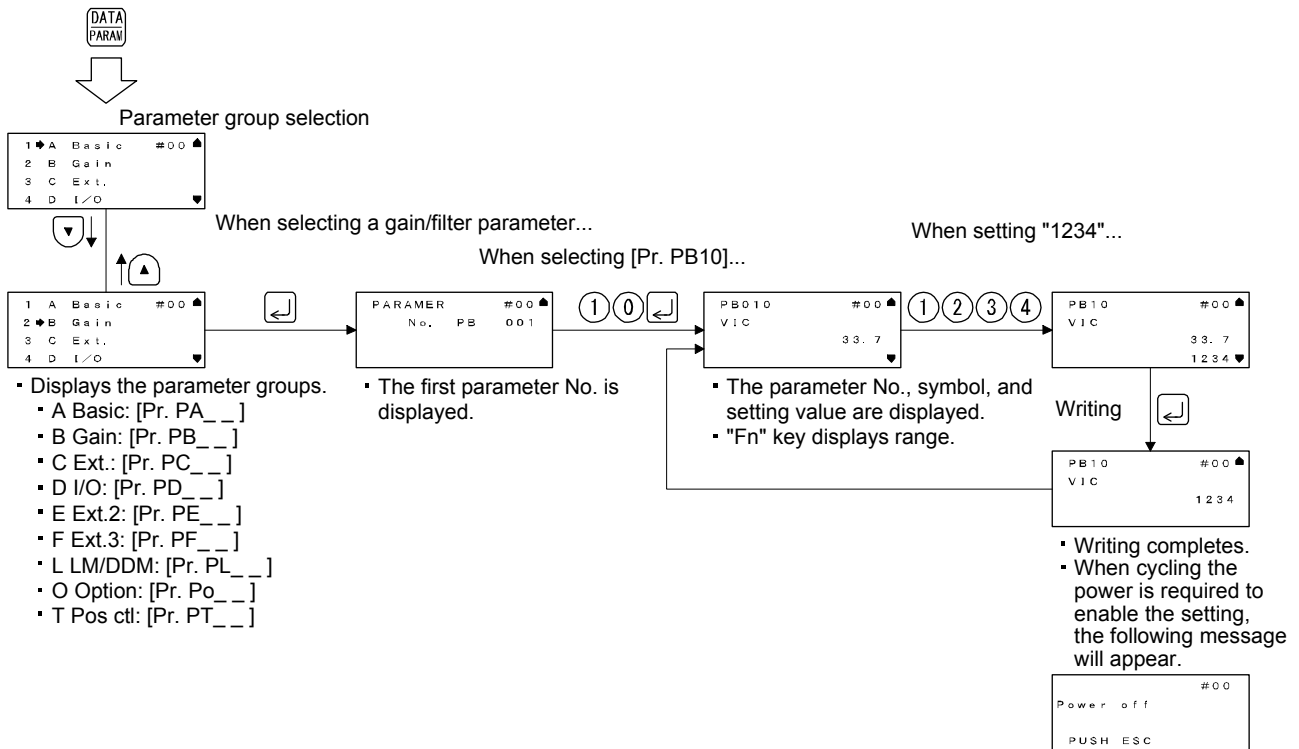 DATA
PARAM
Parameter group selection
1 A Basic #00
2 B Gain
3 C Ext.
4 D I/O
When selecting a gain/filter parameter...
When selecting [Pr. PB10]...
When setting "1234"...
1 A Basic #00
2 B Gain
3 C Ext.
4 D I/O
PARAMER #00
No. PB 001
1 0
PB010 #00
VIC
33.7
1 2 3 4
PB10 #00
VIC
33.7
1234
▪ Displays the parameter groups.
▪ A Basic: [Pr. PA_ _ ]
▪ B Gain: [Pr. PB_ _ ]
▪ C Ext.: [Pr. PC_ _ ]
▪ D I/O: [Pr. PD_ _ ]
▪ E Ext.2: [Pr. PE_ _ ]
▪ F Ext.3: [Pr. PF_ _ ]
▪ L LM/DDM: [Pr. PL_ _ ]
▪ O Option: [Pr. Po_ _ ]
▪ T Pos ctl: [Pr. PT_ _ ]
▪ The first parameter No. is
displayed.
▪ The parameter No., symbol, and
setting value are displayed.
▪ "Fn" key displays range.
Writing
PB10 #00
VIC
1234
▪ Writing completes.
▪ When cycling the
power is required to
enable the setting,
the following message
will appear.
#00
Power off
PUSH ESC